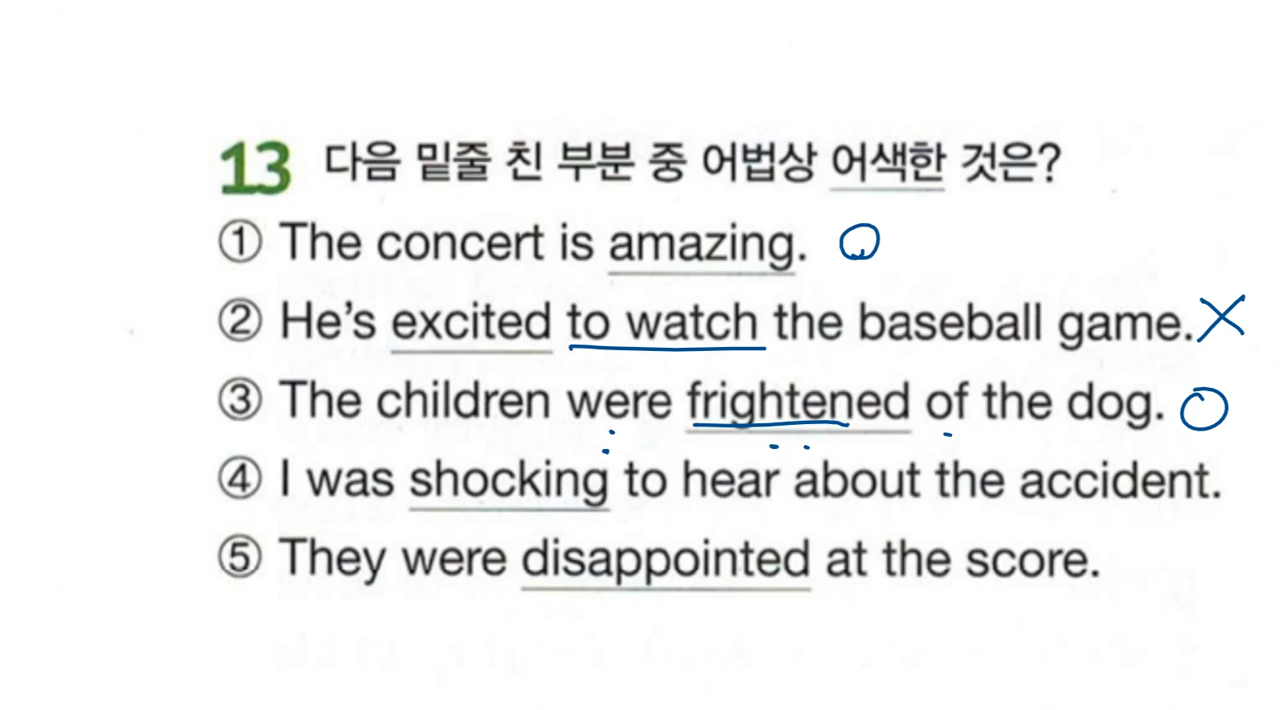 13 다음 밑줄 친 부분 중 어법상 어색한 것은?
① The concert is amazing.
② He's excited to watch the baseball game.
③ The children were frightened of the dog.
④ I was shocking to hear about the accident.
⑤ They were disappointed at the score.